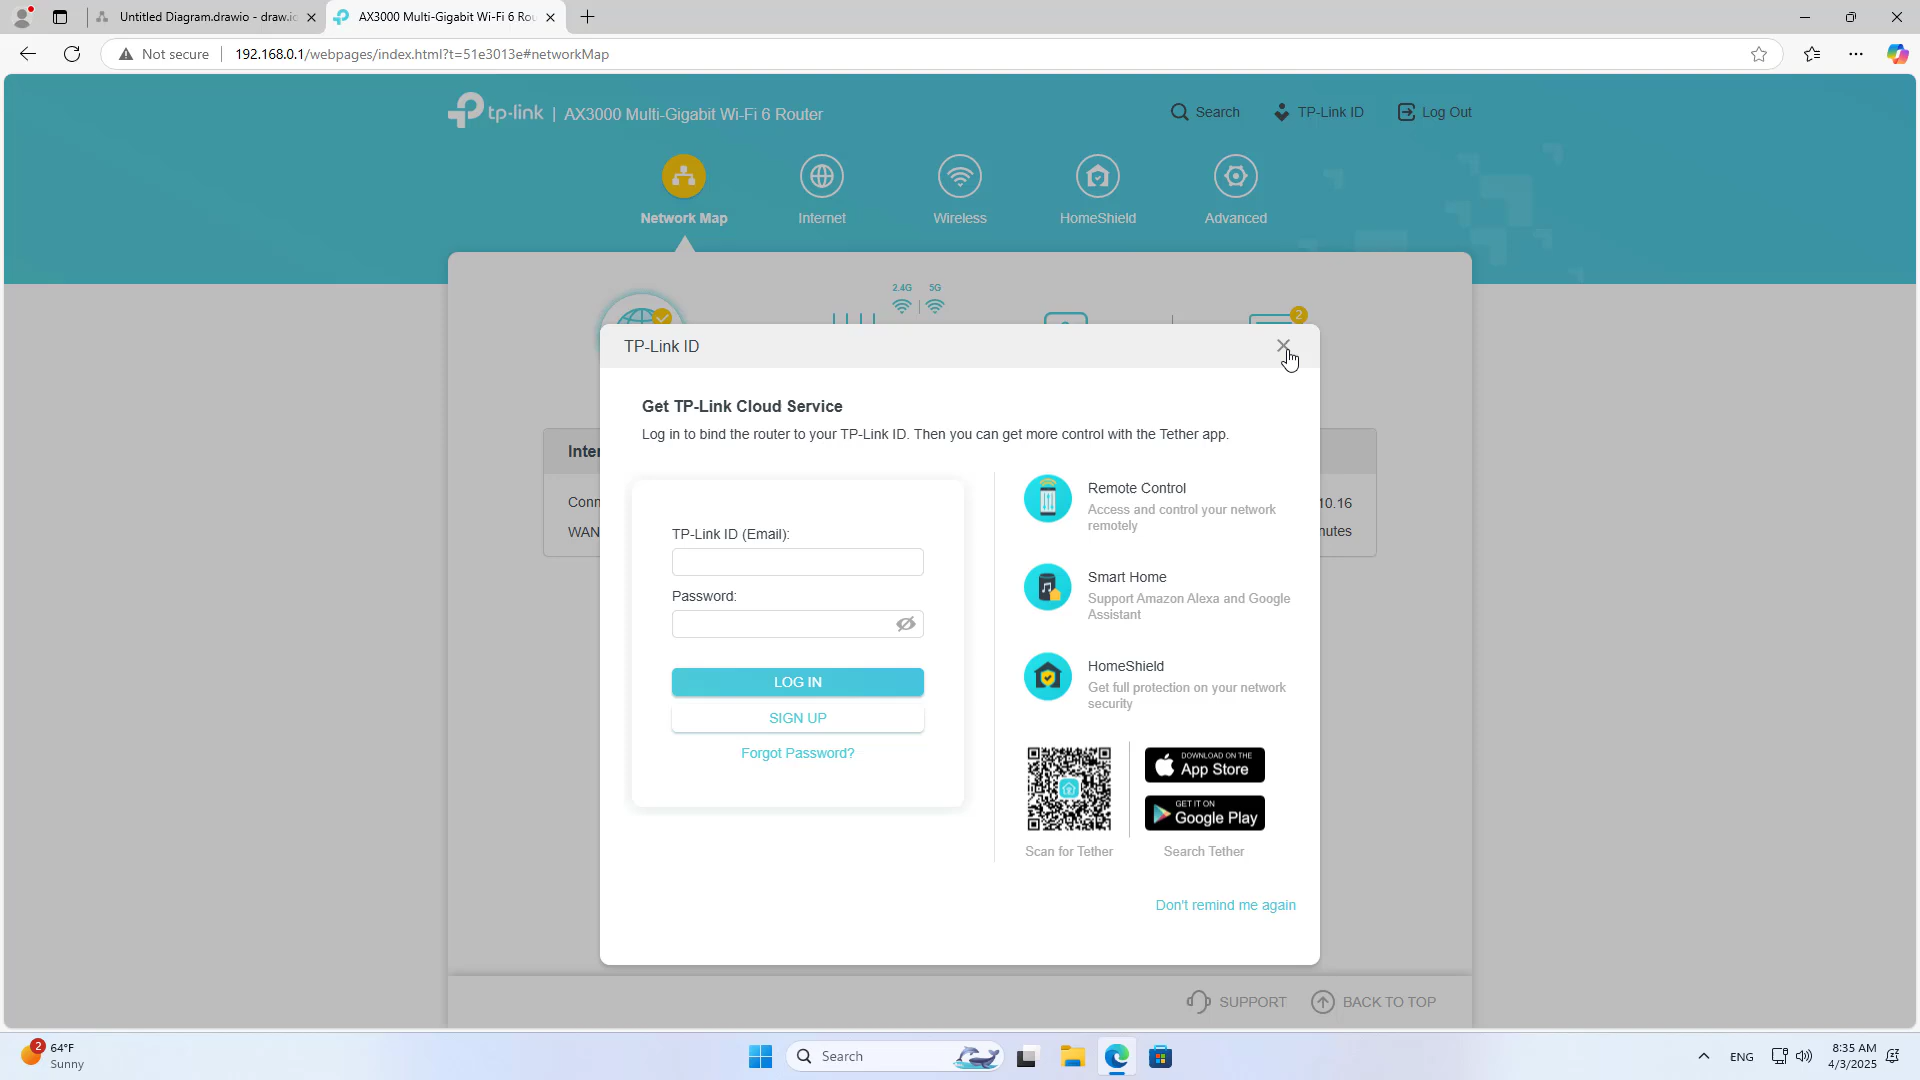 Untitled Diagram.drawio - draw.io
AX3000 Multi-Gigabit Wi-Fi 6 Rou
Not secure
192.168.0.1/webpages/index.html?t=51e3013e#networkMap
tp-link | AX3000 Multi-Gigabit Wi-Fi 6 Router
Search
TP-Link ID
Log Out
Network Map
Internet
Wireless
HomeShield
Advanced
2.4G
5G
2
TP-Link ID
Get TP-Link Cloud Service
Log in to bind the router to your TP-Link ID. Then you can get more control with the Tether app.
Inter
Conn
10.16
WAN
nutes
TP-Link ID (Email):
Password:
LOG IN
SIGN UP
Forgot Password?
Remote Control
Access and control your network
remotely
Smart Home
Support Amazon Alexa and Google
Assistant
HomeShield
Get full protection on your network
security
DOWNLOAD ON THE
App Store
GET IT ON
Google Play
Scan for Tether
Search Tether
Don't remind me again
SUPPORT
BACK TO TOP
2
64°F
Sunny
Search
ENG
8:35 AM
4/3/2025